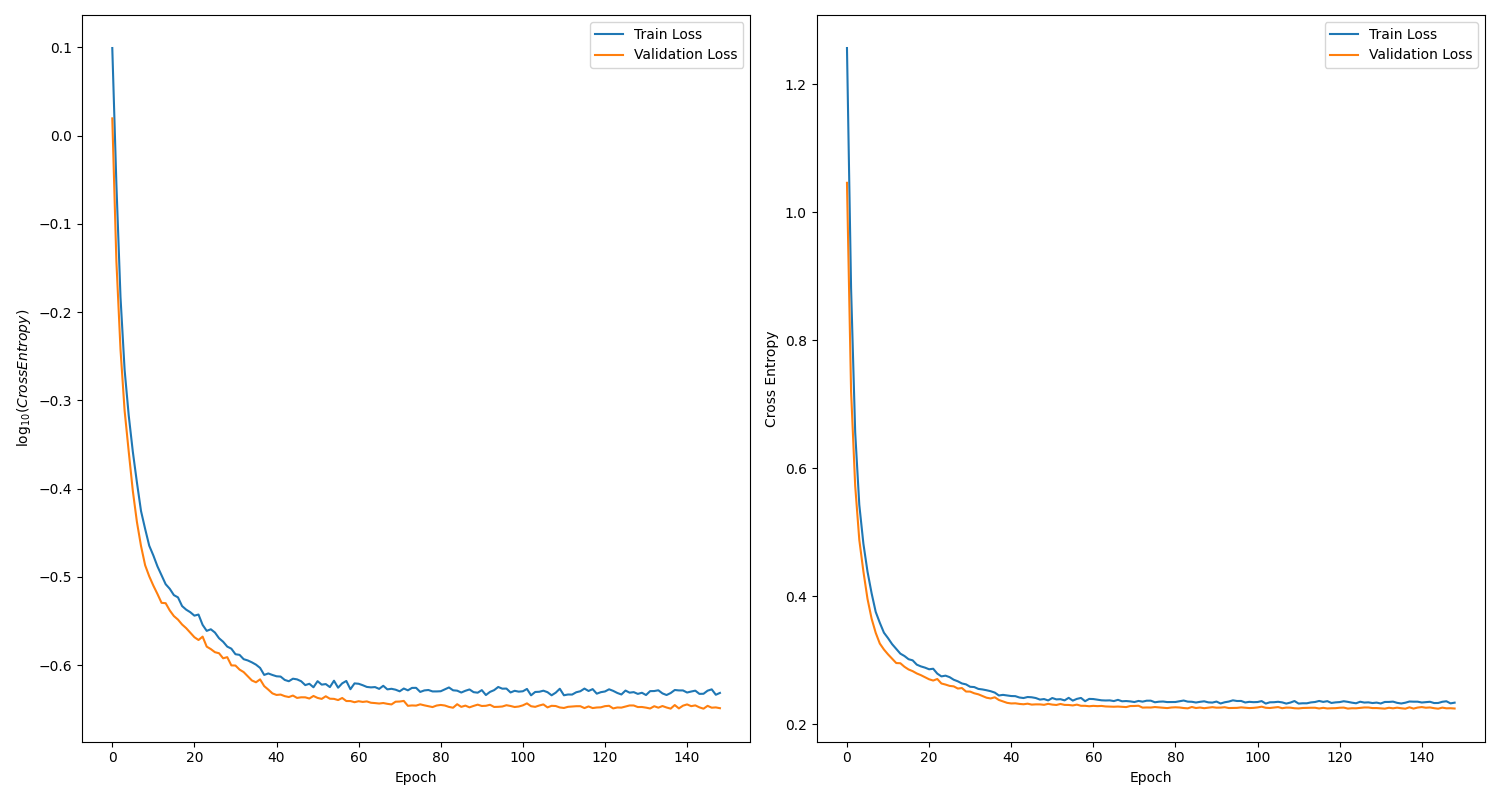 Train Loss
Validation Loss
0.1
0.0
−0.1
−0.2
−0.3
−0.4
−0.5
−0.6
log₁₀(CrossEntropy)
0 20 40 60 80 100 120 140
Epoch
Train Loss
Validation Loss
1.2
1.0
0.8
0.6
0.4
0.2
Cross Entropy
0 20 40 60 80 100 120 140
Epoch